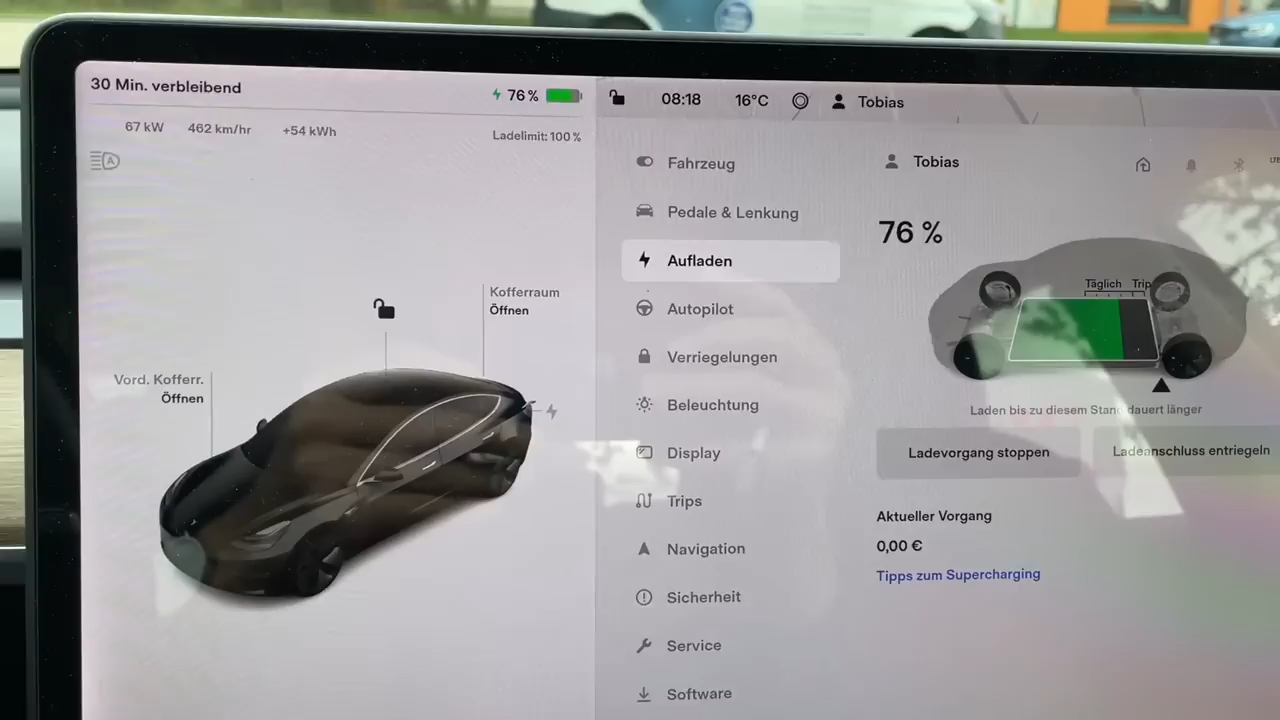 30 Min. verbleibend
76 %
67 kW 462 km/hr +54 kWh
Ladelimit: 100 %
A
Kofferraum
Öffnen
Vord. Kofferr.
Öffnen
08:18 16°C Tobias
Fahrzeug
Pedale & Lenkung
Aufladen
Autopilot
Verriegelungen
Beleuchtung
Display
Trips
Navigation
Sicherheit
Service
Software
Tobias
76 %
Täglich Trip
Laden bis zu diesem Stand dauert länger
Ladevorgang stoppen Ladeanschluss entriegeln
Aktueller Vorgang
0,00 €
Tipps zum Supercharging